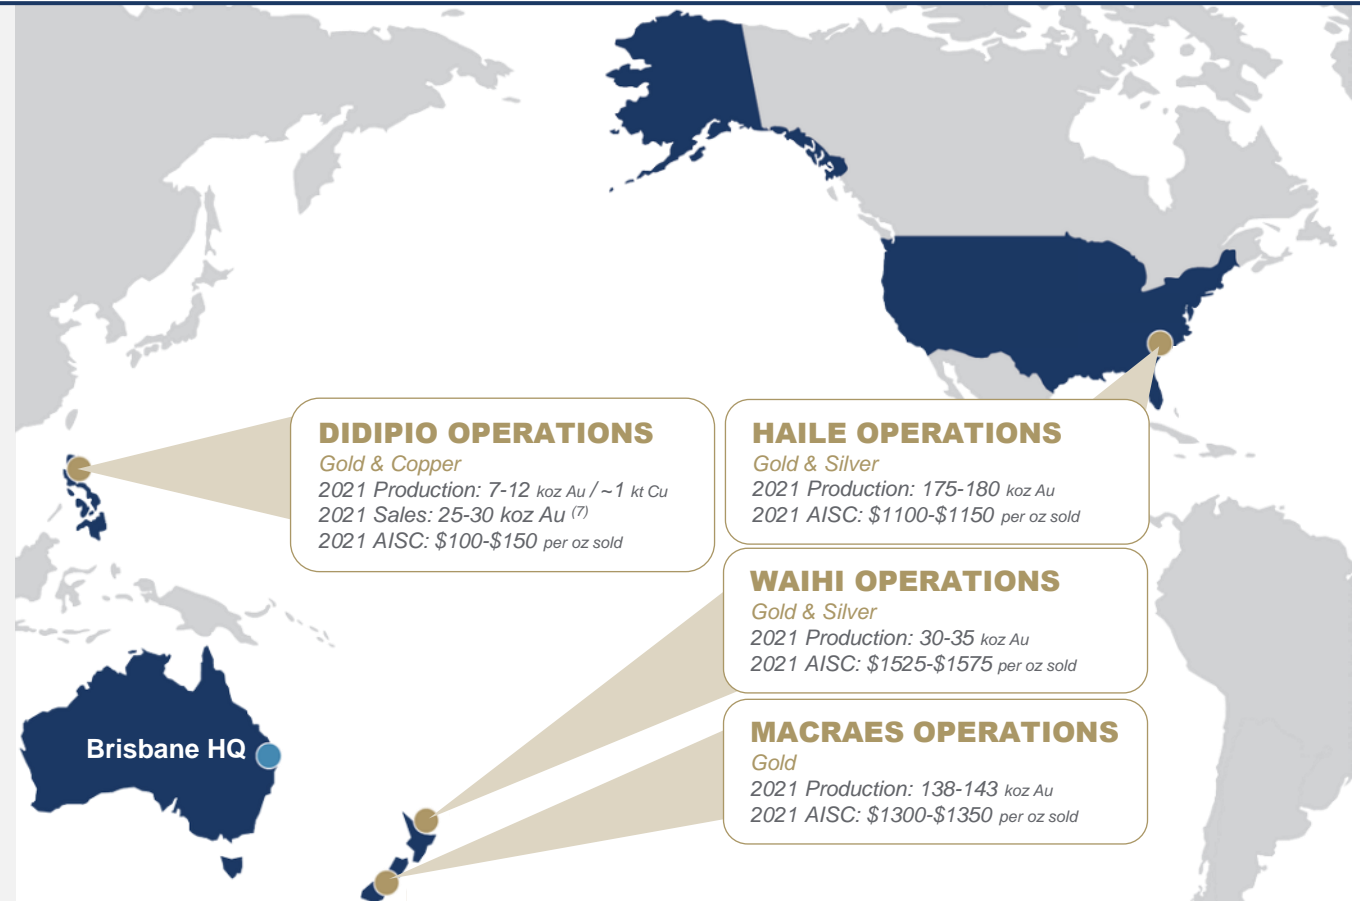 DIDIPIO OPERATIONS
Gold & Copper
2021 Production: 7-12 koz Au / ~1 kt Cu
2021 Sales: 25-30 koz Au (7)
2021 AISC: $100-$150 per oz sold
HAILE OPERATIONS
Gold & Silver
2021 Production: 175-180 koz Au
2021 AISC: $1100-$1150 per oz sold
WAIHI OPERATIONS
Gold & Silver
2021 Production: 30-35 koz Au
2021 AISC: $1525-$1575 per oz sold
Brisbane HQ
MACRAES OPERATIONS
Gold
2021 Production: 138-143 koz Au
2021 AISC: $1300-$1350 per oz sold